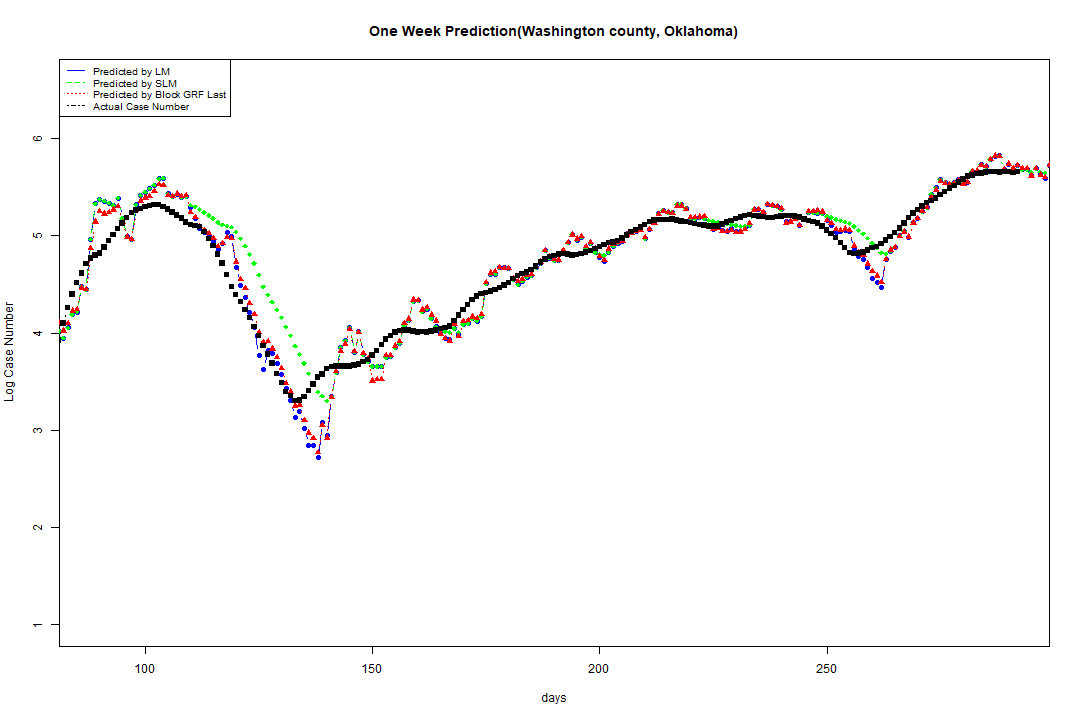 One Week Prediction(Washington county, Oklahoma)
Predicted by LM
Predicted by SLM
Predicted by Block GRF Last
Actual Case Number
6
5
4
3
2
1
Log Case Number
100 150 200 250
days